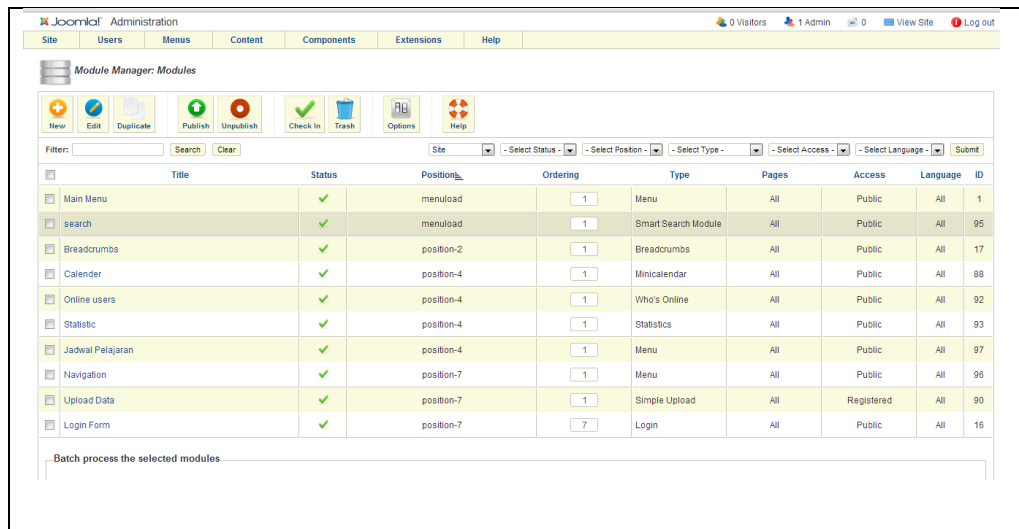 Joomla! Administration 0 Visitors 1 Admin 0 View Site Log out
Site Users Menus Content Components Extensions Help
Module Manager: Modules
New Edit Duplicate Publish Unpublish Check In Trash Options Help
Filter: Search Clear Site - Select Status - - Select Position - - Select Type - - Select Access - - Select Language - Submit
Title Status Position Ordering Type Pages Access Language ID
Main Menu menuload 1 Menu All Public All 1
search menuload 1 Smart Search Module All Public All 95
Breadcrumbs position-2 1 Breadcrumbs All Public All 17
Calender position-4 1 Minicalendar All Public All 88
Online users position-4 1 Who's Online All Public All 92
Statistic position-4 1 Statistics All Public All 93
Jadwal Pelajaran position-4 1 Menu All Public All 97
Navigation position-7 1 Menu All Public All 96
Upload Data position-7 1 Simple Upload All Registered All 90
Login Form position-7 7 Login All Public All 16
Batch process the selected modules